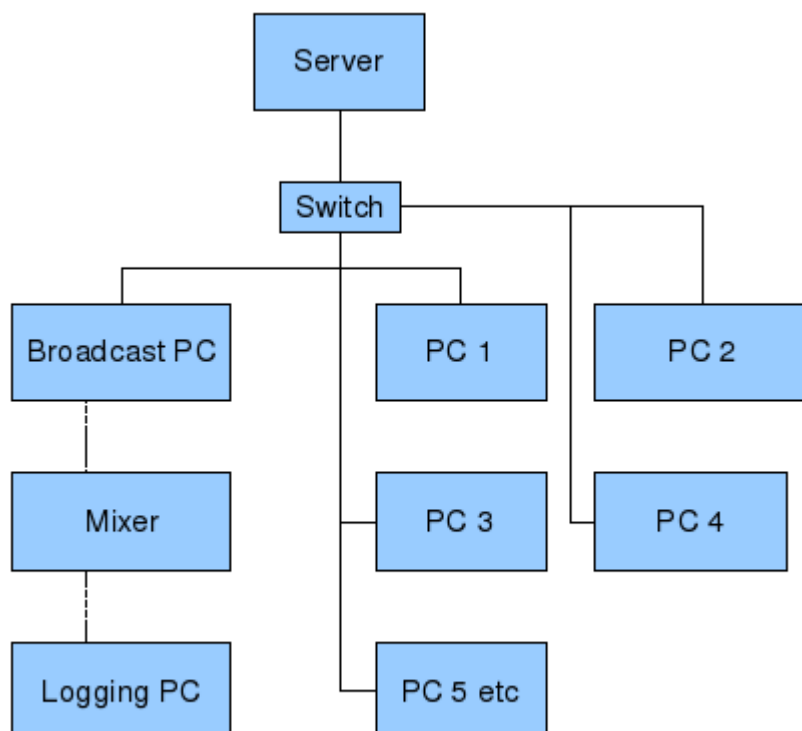 Server
Switch
Broadcast PC
PC 1
PC 2
Mixer
PC 3
PC 4
Logging PC
PC 5 etc